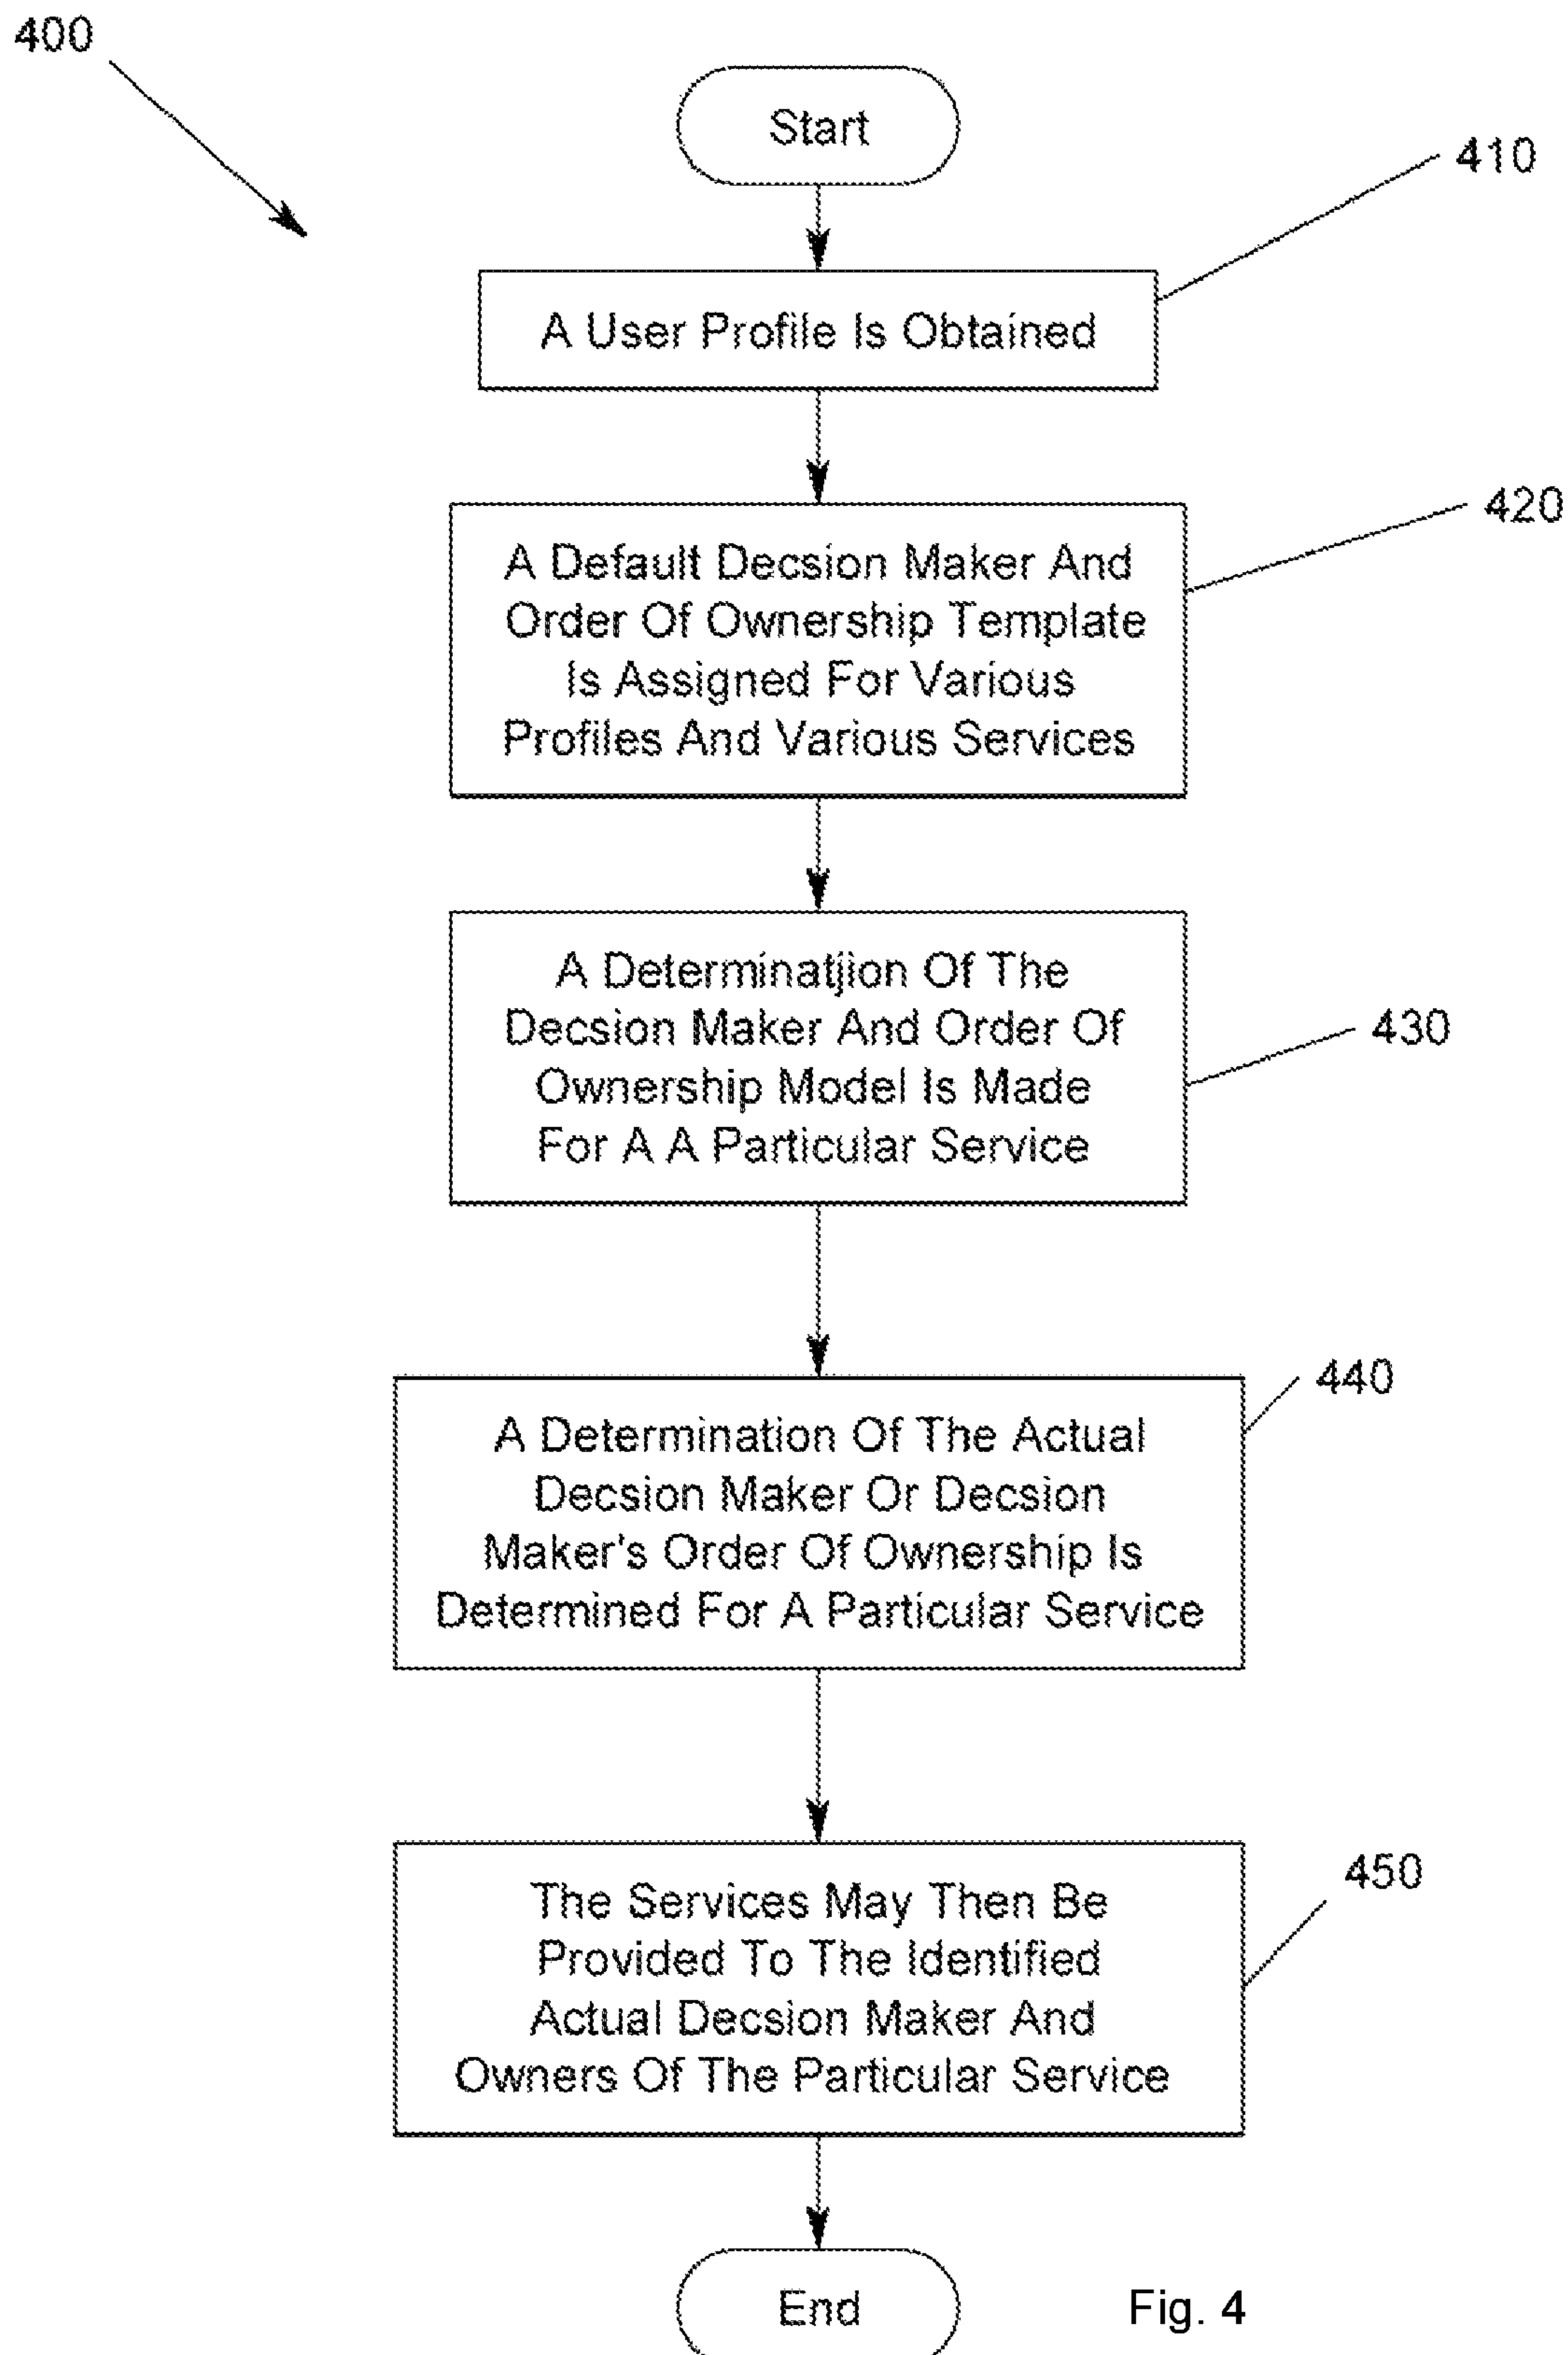 400
Start
410
A User Profile Is Obtained
420
A Default Decsion Maker And
Order Of Ownership Template
Is Assigned For Various
Profiles And Various Services
A Determinatjion Of The
Decsion Maker And Order Of
Ownership Model Is Made
For A A Particular Service
430
440
A Determination Of The Actual
Decsion Maker Or Decsion
Maker's Order Of Ownership Is
Determined For A Particular Service
450
The Services May Then Be
Provided To The Identified
Actual Decsion Maker And
Owners Of The Particular Service
End
Fig. 4